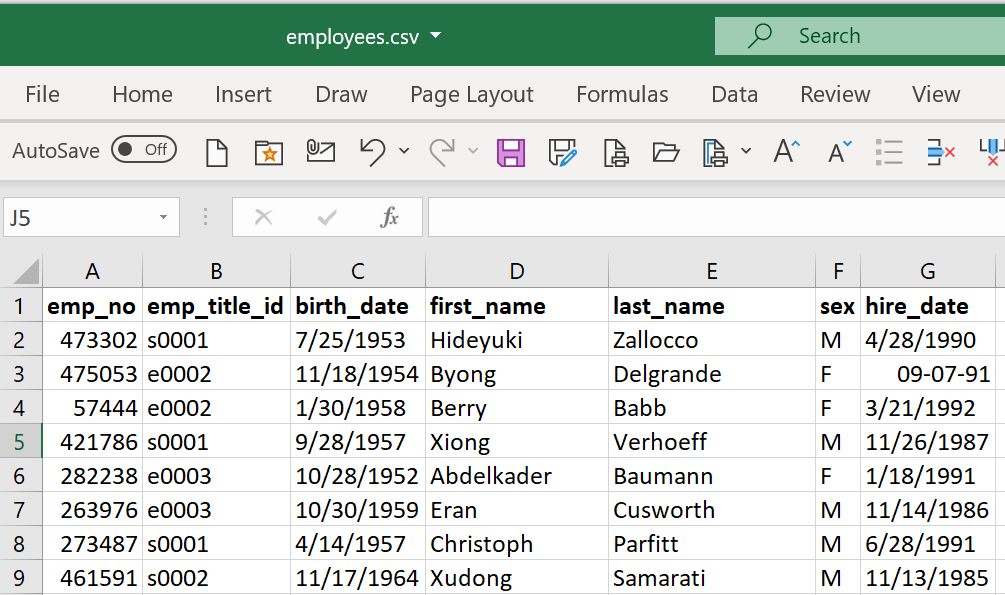 employees.csv Search
File Home Insert Draw Page Layout Formulas Data Review View
AutoSave Off
J5 fx
A B C D E F G
1 emp_no emp_title_id birth_date first_name last_name sex hire_date
2 473302 s0001 7/25/1953 Hideyuki Zallocco M 4/28/1990
3 475053 e0002 11/18/1954 Byong Delgrande F 09-07-91
4 57444 e0002 1/30/1958 Berry Babb F 3/21/1992
5 421786 s0001 9/28/1957 Xiong Verhoeff M 11/26/1987
6 282238 e0003 10/28/1952 Abdelkader Baumann F 1/18/1991
7 263976 e0003 10/30/1959 Eran Cusworth M 11/14/1986
8 273487 s0001 4/14/1957 Christoph Parfitt M 6/28/1991
9 461591 s0002 11/17/1964 Xudong Samarati M 11/13/1985